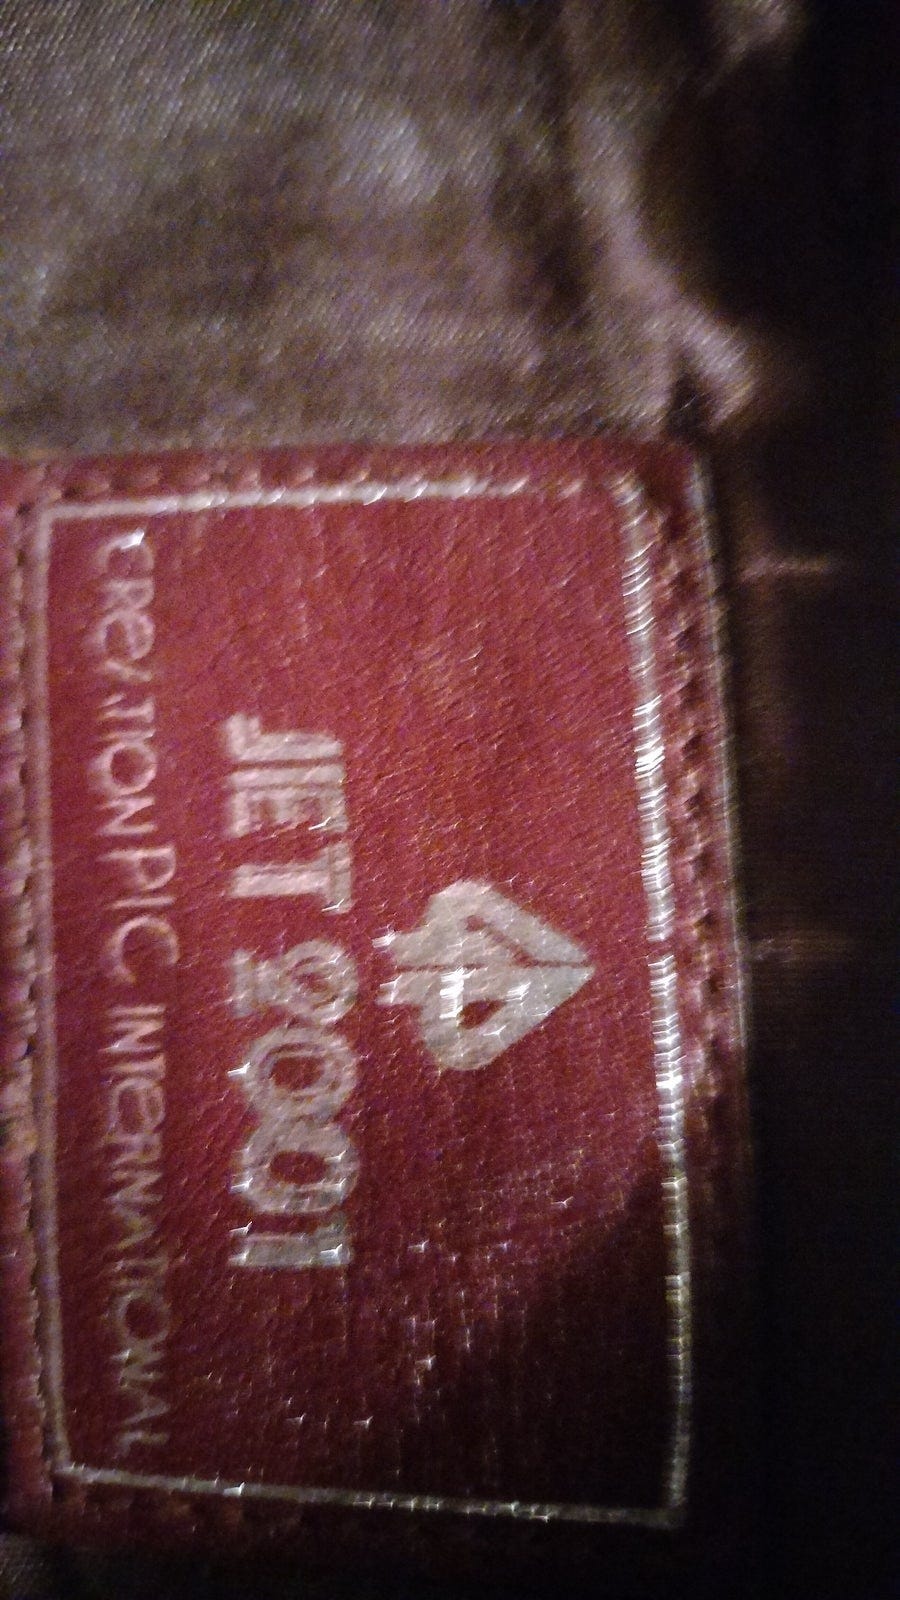 JET 2001
CREATION PIC INTERNATIONAL